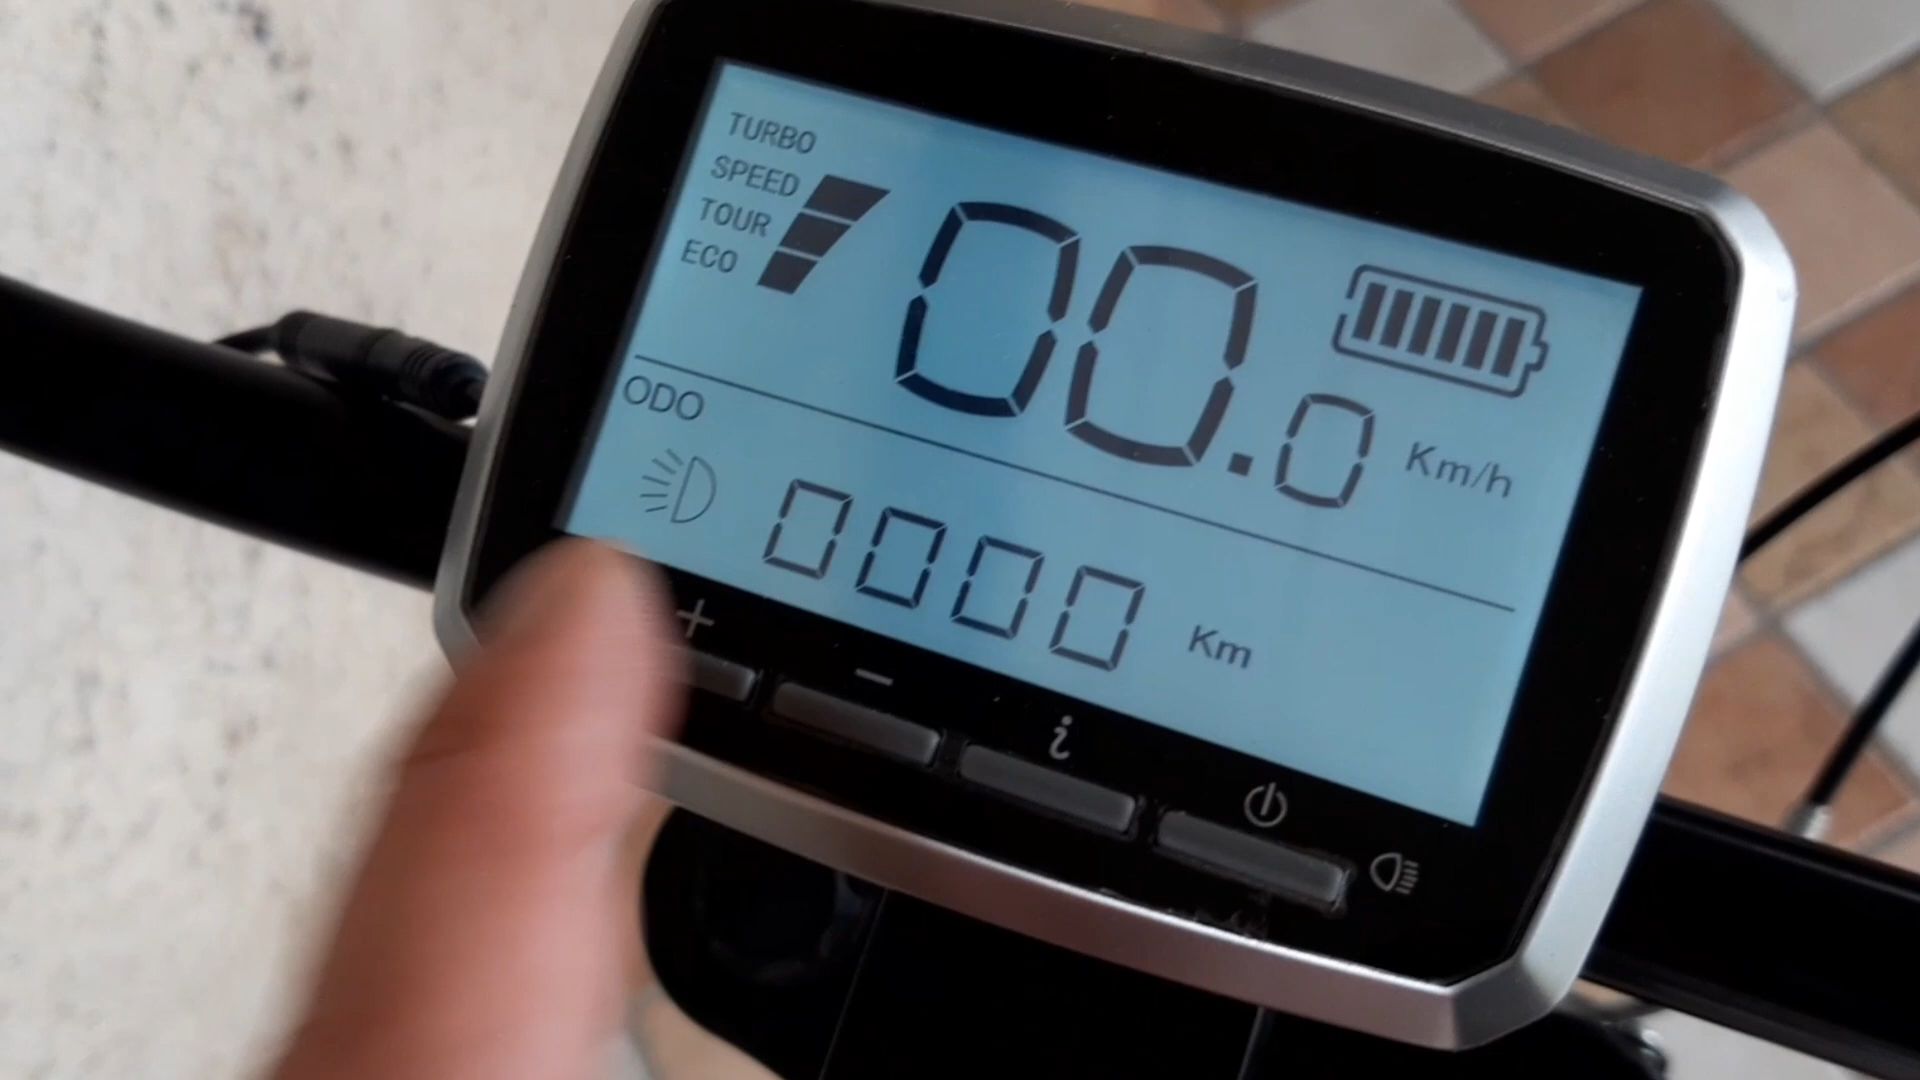 TURBO
SPEED
TOUR
ECO
00.0 Km/h
ODO
0000 Km
+
−
i